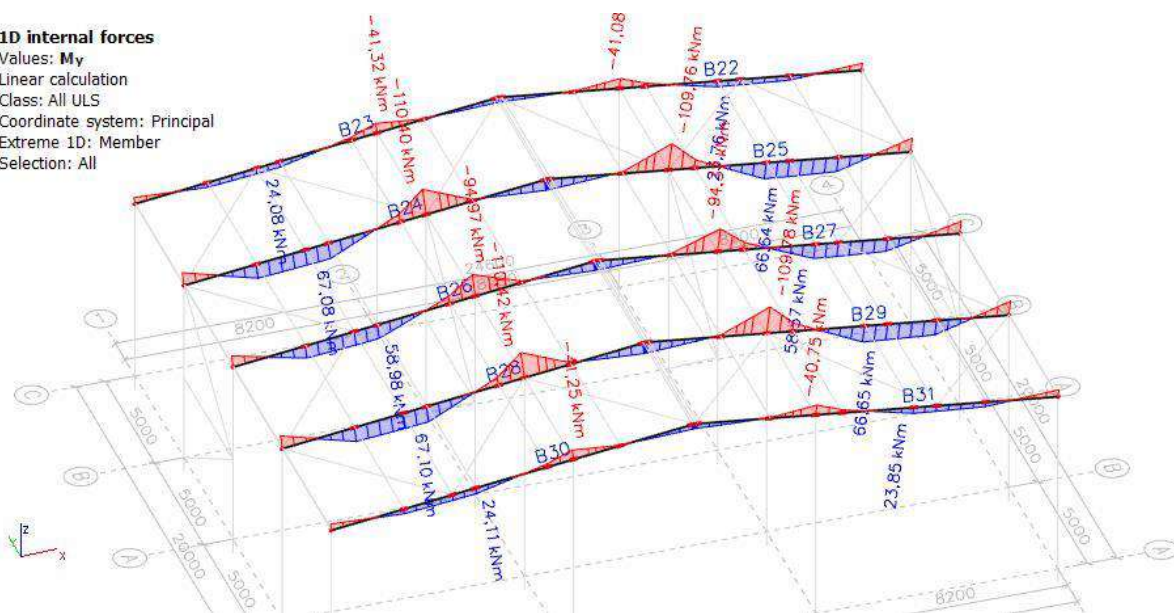 1D internal forces
Values: My
Linear calculation
Class: All ULS
Coordinate system: Principal
Extreme 1D: Member
Selection: All
-41,32 kNm
-110,40 kNm
-94,97 kNm
-41,25 kNm
-41,08
-109,76 kNm
-109,78 kNm
-40,75 kNm
B22
B23
B24
B25
B26
B27
B28
B29
B30
B31
24,08 kNm
67,08 kNm
58,98 kNm
67,10 kNm
24,11 kNm
66,64 kNm
66,65 kNm
23,85 kNm
8200
8200
5000
5000
5000
20000
5000
5000
5000
20000
C
B
A
C
B
A
A
4
z
y
x